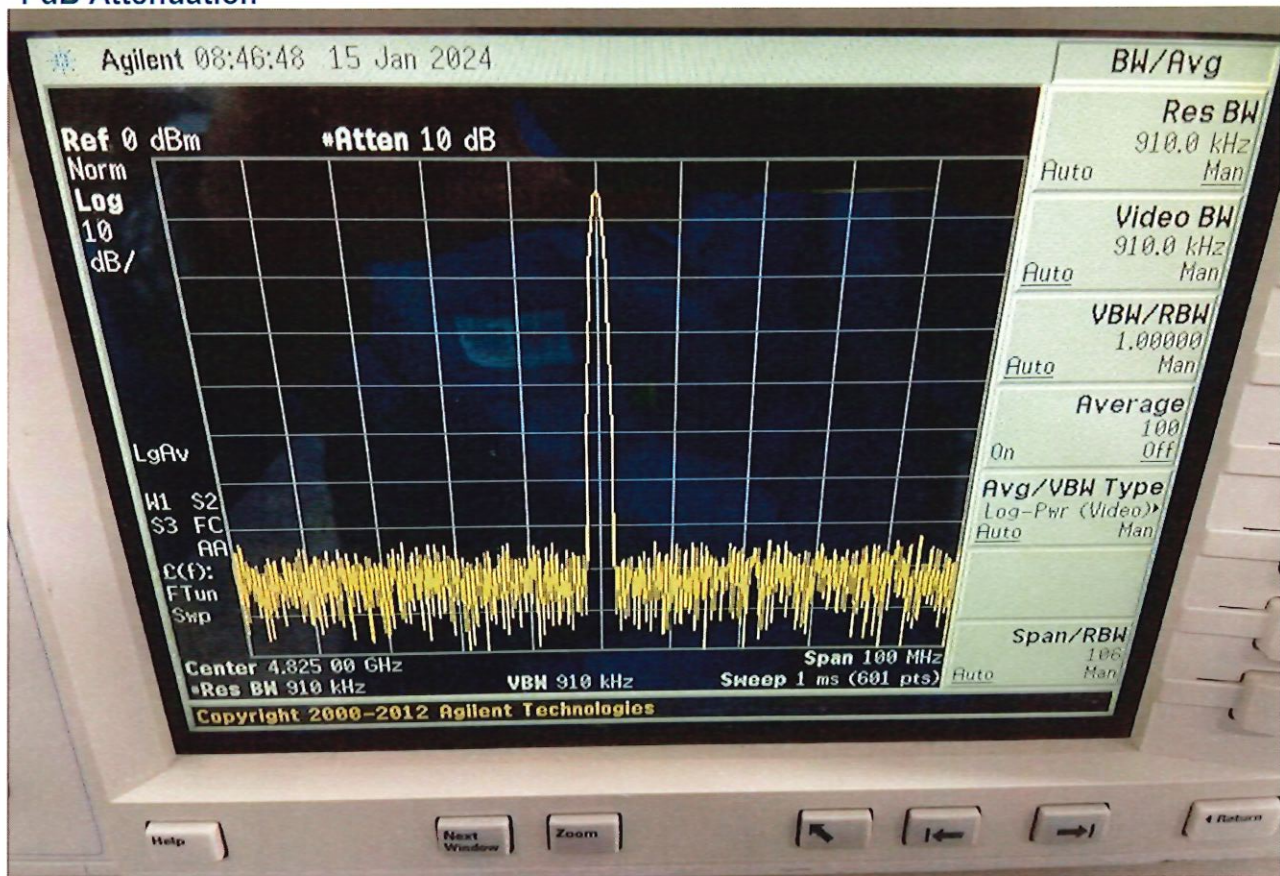 dB Attenuation
Agilent 08:46:48 15 Jan 2024
BW/Avg
Ref 0 dBm
*Atten 10 dB
Norm
Log
10
dB/
LgAv
W1 S2
S3 FC
AA
£(f):
FTun
Swp
Center 4.825 00 GHz
Span 100 MHz
*Res BW 910 kHz
VBW 910 kHz
Sweep 1 ms (601 pts)
Copyright 2000-2012 Agilent Technologies
Res BW
910.0 kHz
Auto Man
Video BW
910.0 kHz
Auto Man
VBW/RBW
1.00000
Auto Man
Average
100
On Off
Avg/VBW Type
Log-Pwr (Video)▸
Auto Man
Span/RBW
106
Auto Man
Help
Next
Window
Zoom
Return